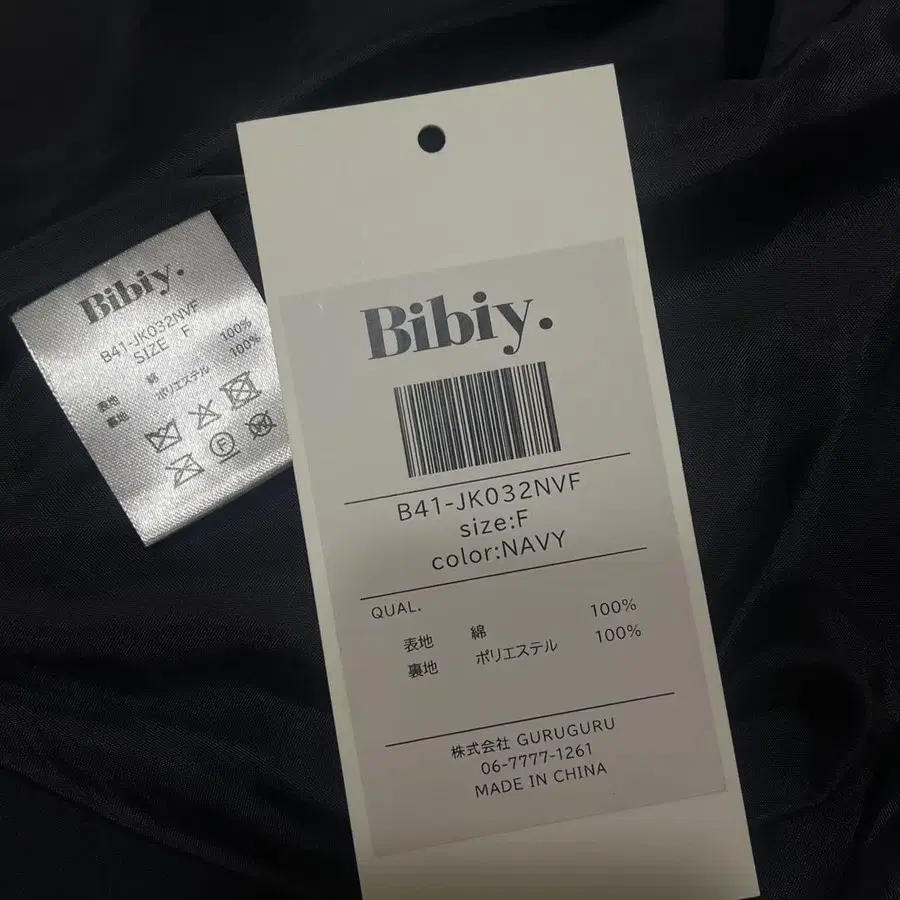 Bibiy.
B41-JK032NVF
SIZE F
表地 綿 100%
裏地 ポリエステル 100%
Bibiy.
B41-JK032NVF
size:F
color:NAVY
QUAL.
表地 綿 100%
裏地 ポリエステル 100%
株式会社 GURUGURU
06-7777-1261
MADE IN CHINA